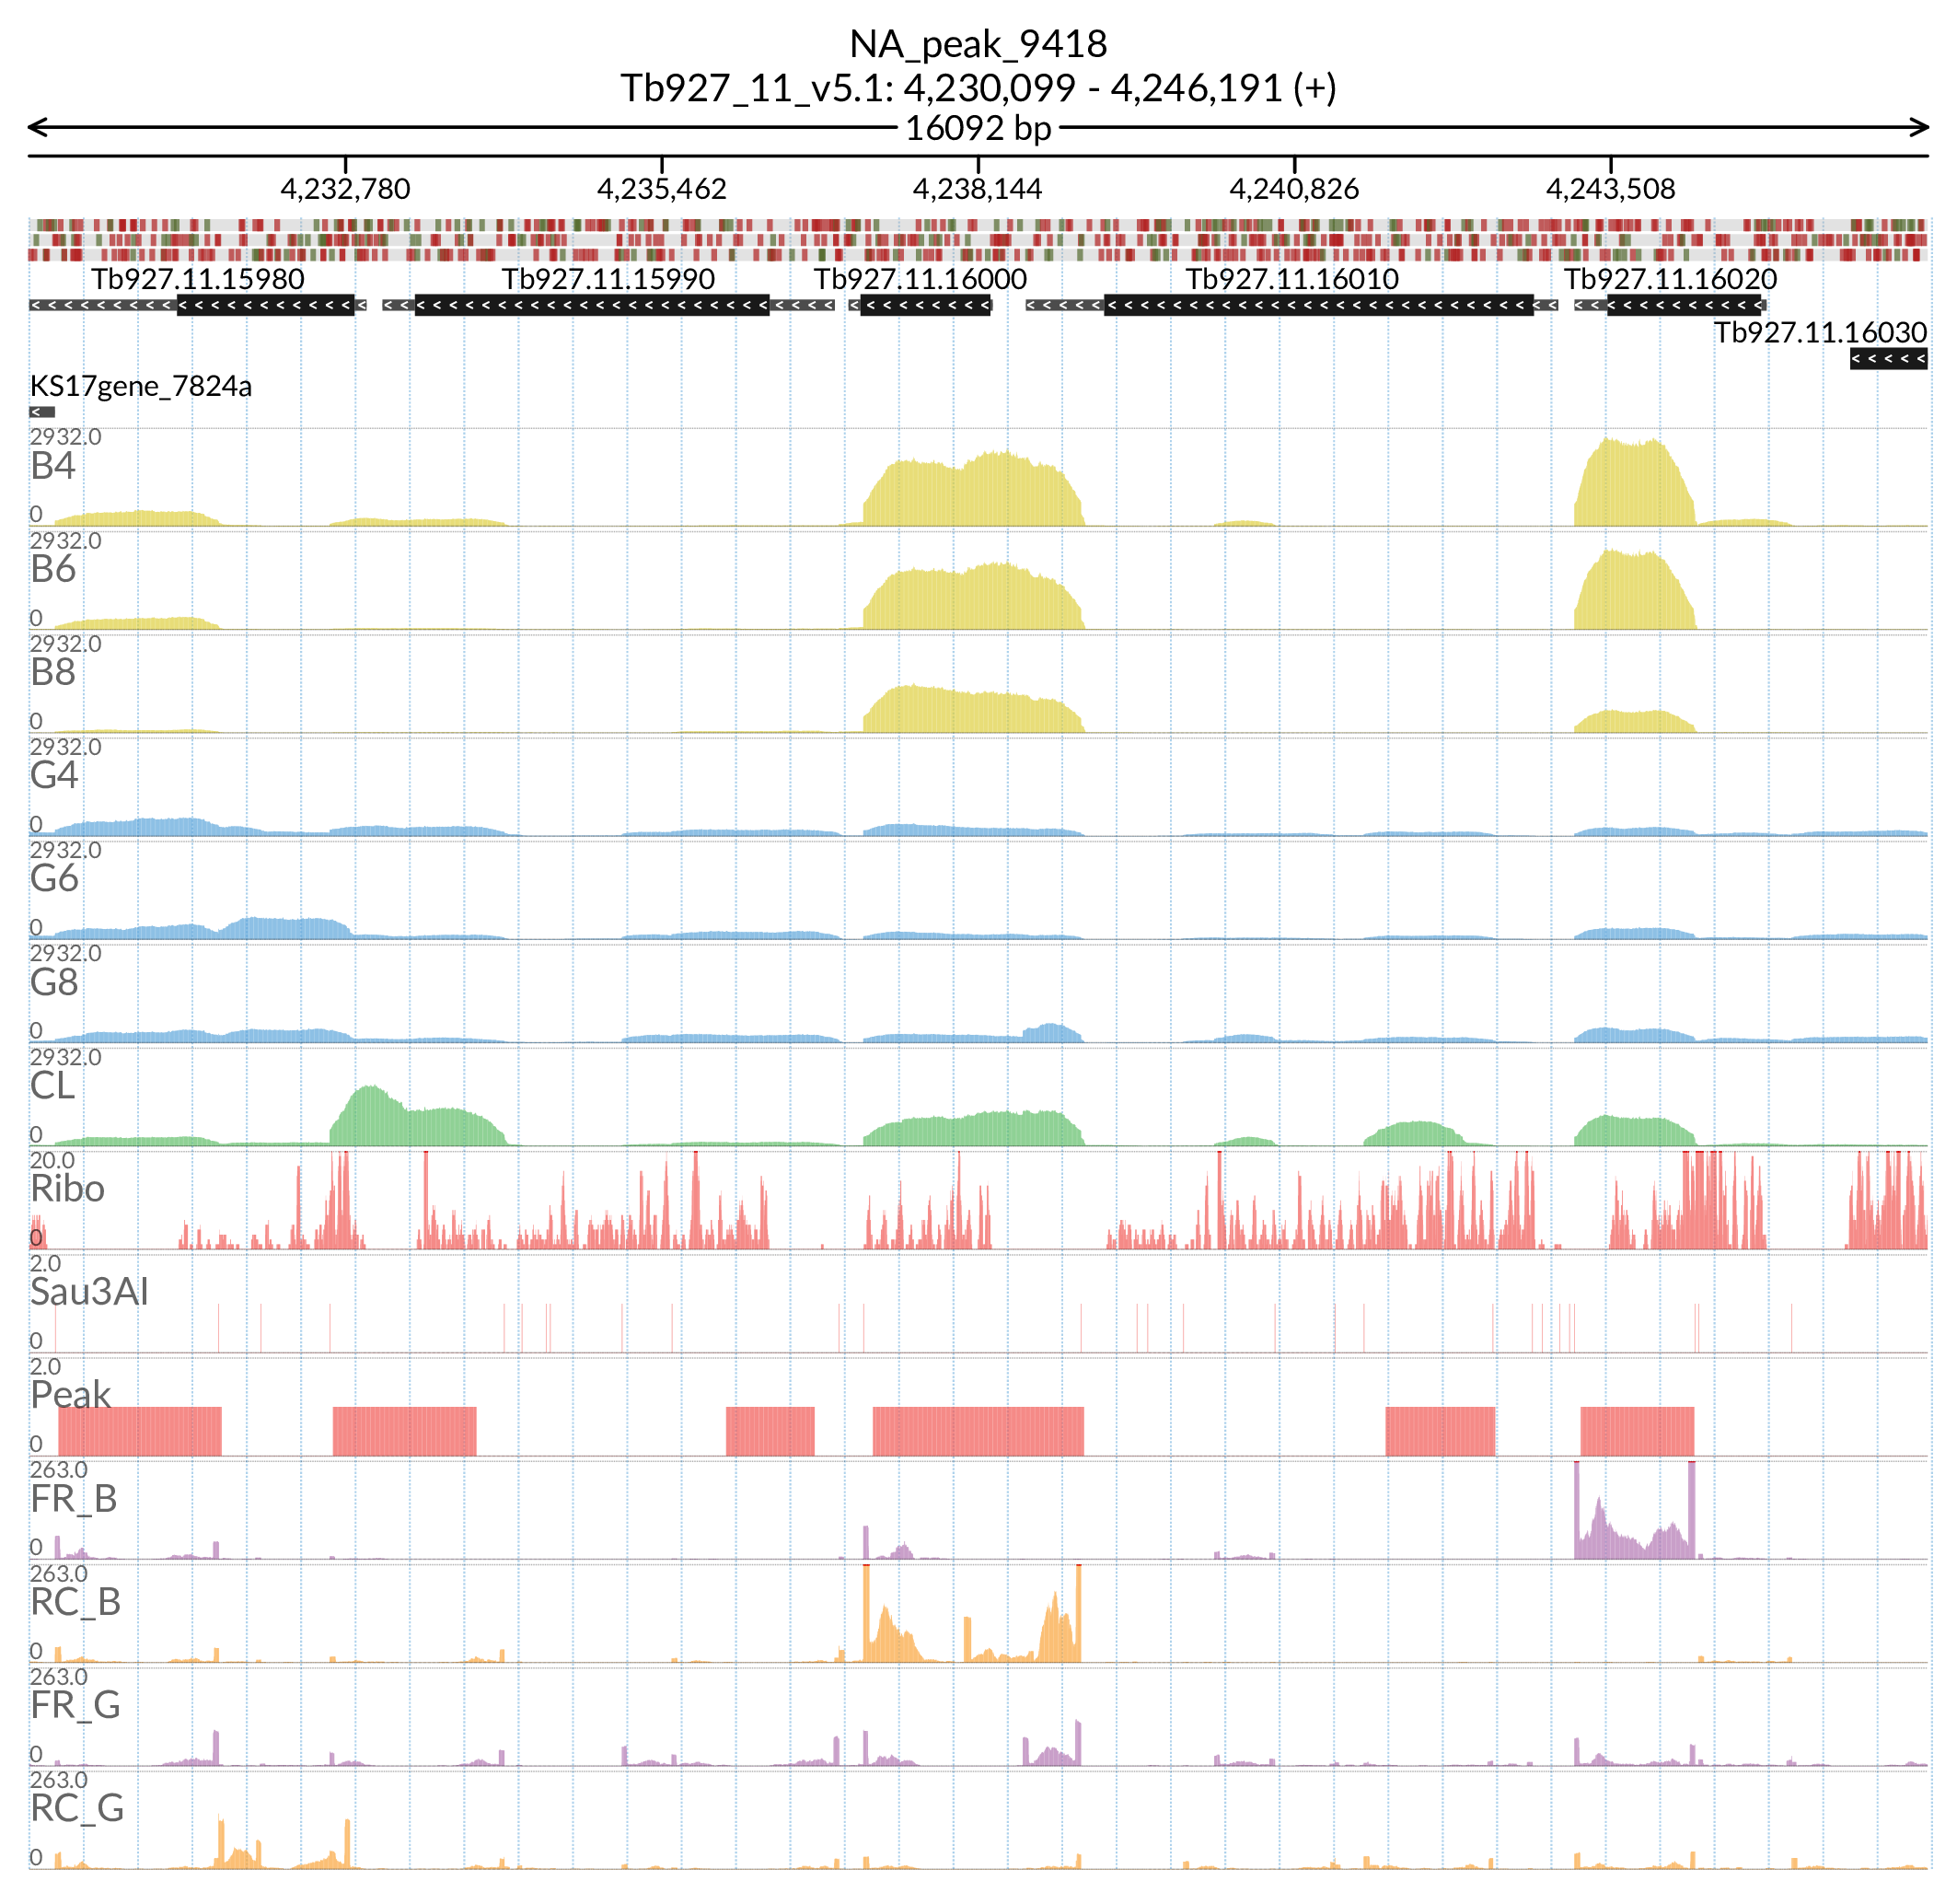 NA_peak_9418
Tb927_11_v5.1: 4,230,099 - 4,246,191 (+)
16092 bp
4,232,780 4,235,462 4,238,144 4,240,826 4,243,508
Tb927.11.15980 Tb927.11.15990 Tb927.11.16000 Tb927.11.16010 Tb927.11.16020
Tb927.11.16030
KS17gene_7824a
2932.0
B4
0
2932.0
B6
0
2932.0
B8
0
2932.0
G4
0
2932.0
G6
0
2932.0
G8
0
2932.0
CL
0
20.0
Ribo
0
2.0
Sau3AI
0
2.0
Peak
0
263.0
FR_B
0
263.0
RC_B
0
263.0
FR_G
0
263.0
RC_G
0